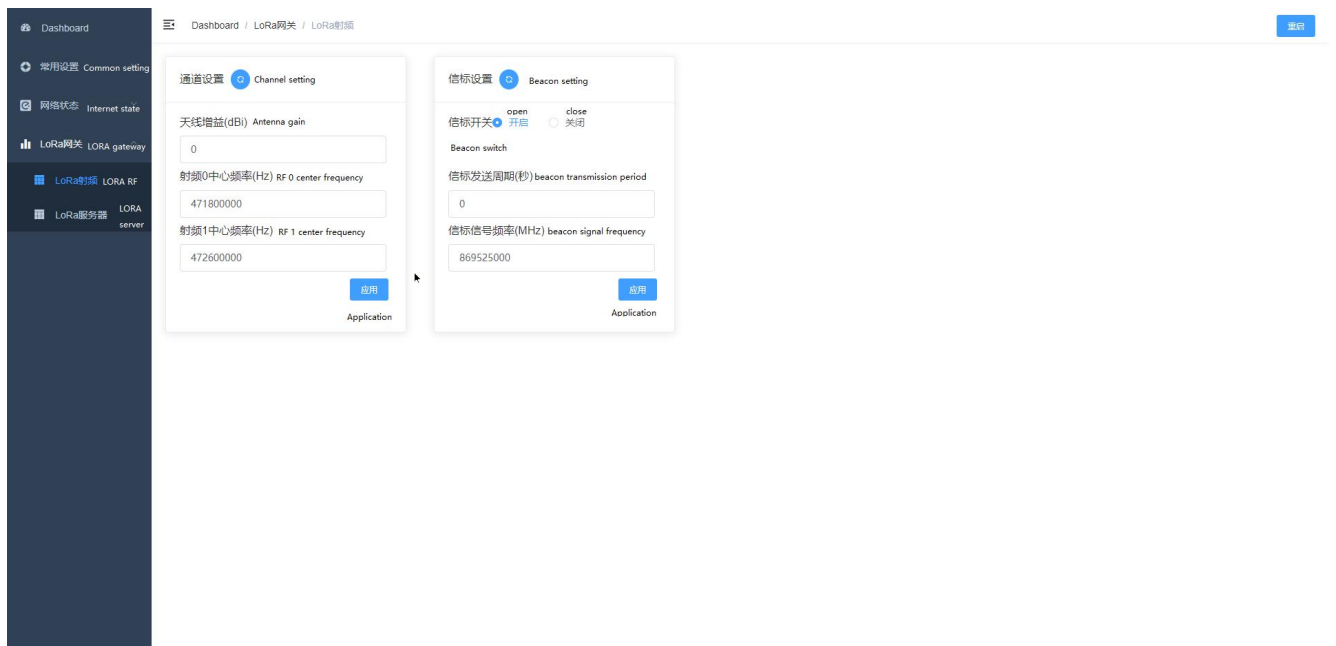 Dashboard
常用设置 Common setting
网络状态 Internet state
LoRa网关 LORA gateway
LoRa射频 LORA RF
LoRa服务器 LORA server
Dashboard / LoRa网关 / LoRa射频
重启
通道设置 Channel setting
天线增益(dBi) Antenna gain
0
射频0中心频率(Hz) RF 0 center frequency
471800000
射频1中心频率(Hz) RF 1 center frequency
472600000
应用
Application
信标设置 Beacon setting
open close
信标开关 开启 关闭
Beacon switch
信标发送周期(秒) beacon transmission period
0
信标信号频率(MHz) beacon signal frequency
869525000
应用
Application